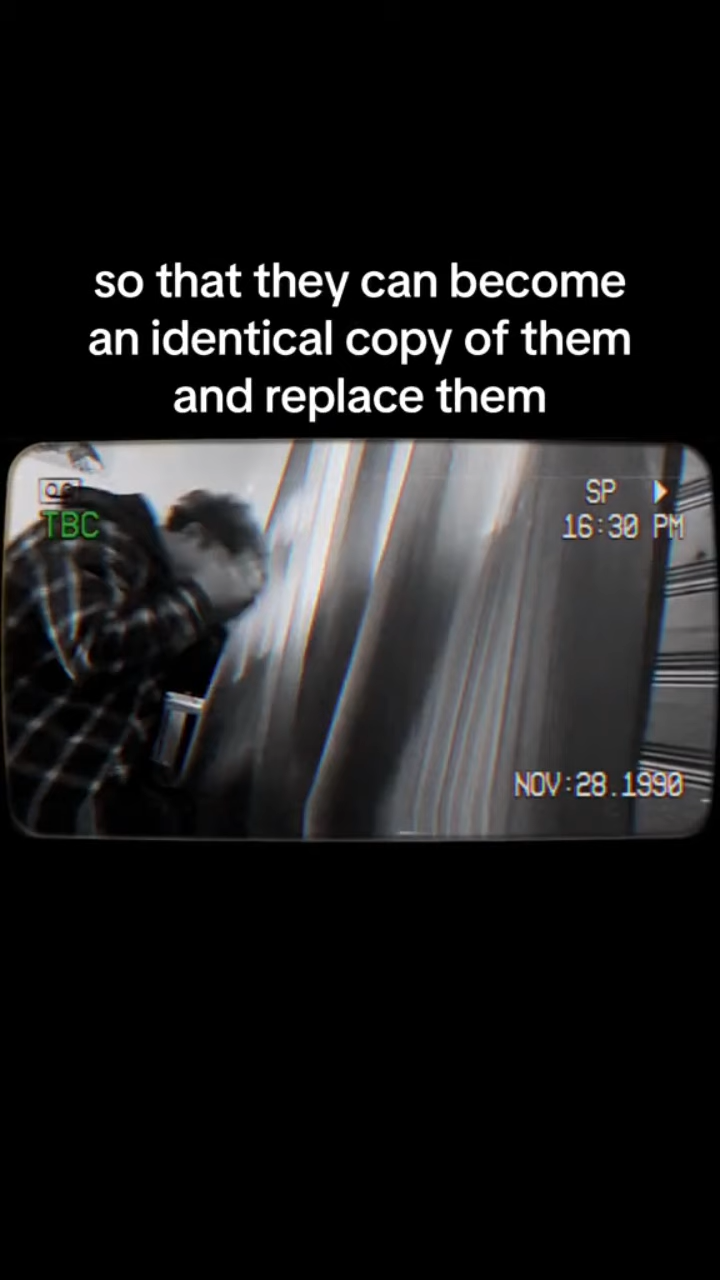 so that they can become
an identical copy of them
and replace them
SP
TBC
16:30 PM
NOV:28.1990